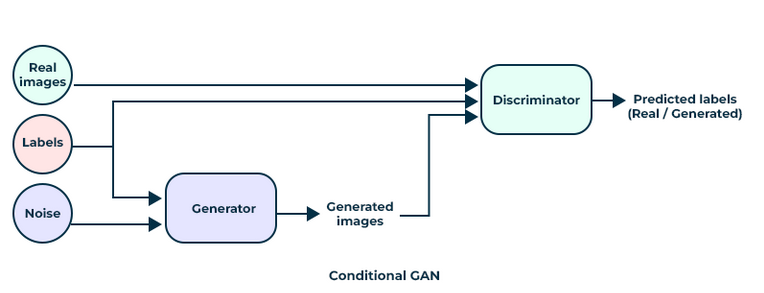 Real
images
Labels
Noise
Generator
Generated
images
Discriminator
Predicted labels
(Real / Generated)
Conditional GAN